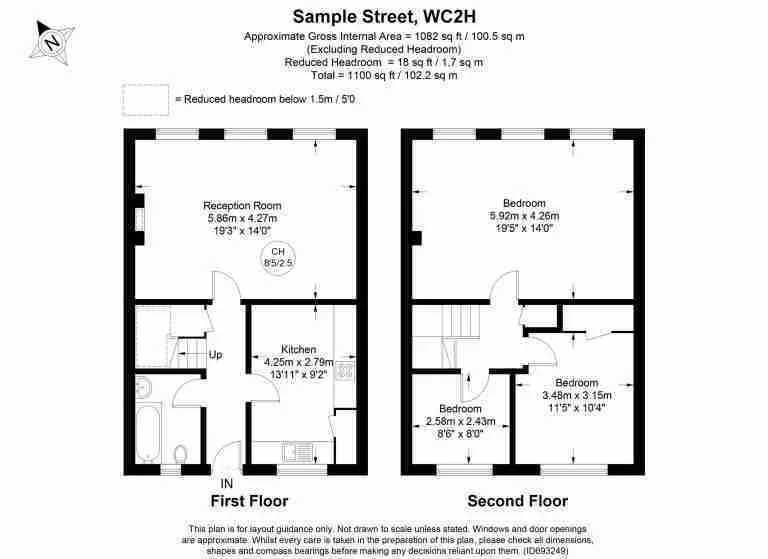 Sample Street, WC2H
Approximate Gross Internal Area = 1082 sq ft / 100.5 sq m
(Excluding Reduced Headroom)
Reduced Headroom = 18 sq ft / 1.7 sq m
Total = 1100 sq ft / 102.2 sq m
N
= Reduced headroom below 1.5m / 5'0
Reception Room
5.86m x 4.27m
19'3" x 14'0"
CH
8'5/2.5
Up
Kitchen
4.25m x 2.79m
13'11" x 9'2"
IN
First Floor
Bedroom
5.92m x 4.26m
19'5" x 14'0"
Bedroom
3.48m x 3.15m
11'5" x 10'4"
Bedroom
2.58m x 2.43m
8'6" x 8'0"
Second Floor
This plan is for layout guidance only. Not drawn to scale unless stated. Windows and door openings
are approximate. Whilst every care is taken in the preparation of this plan, please check all dimensions,
shapes and compass bearings before making any decisions reliant upon them. (ID693249)